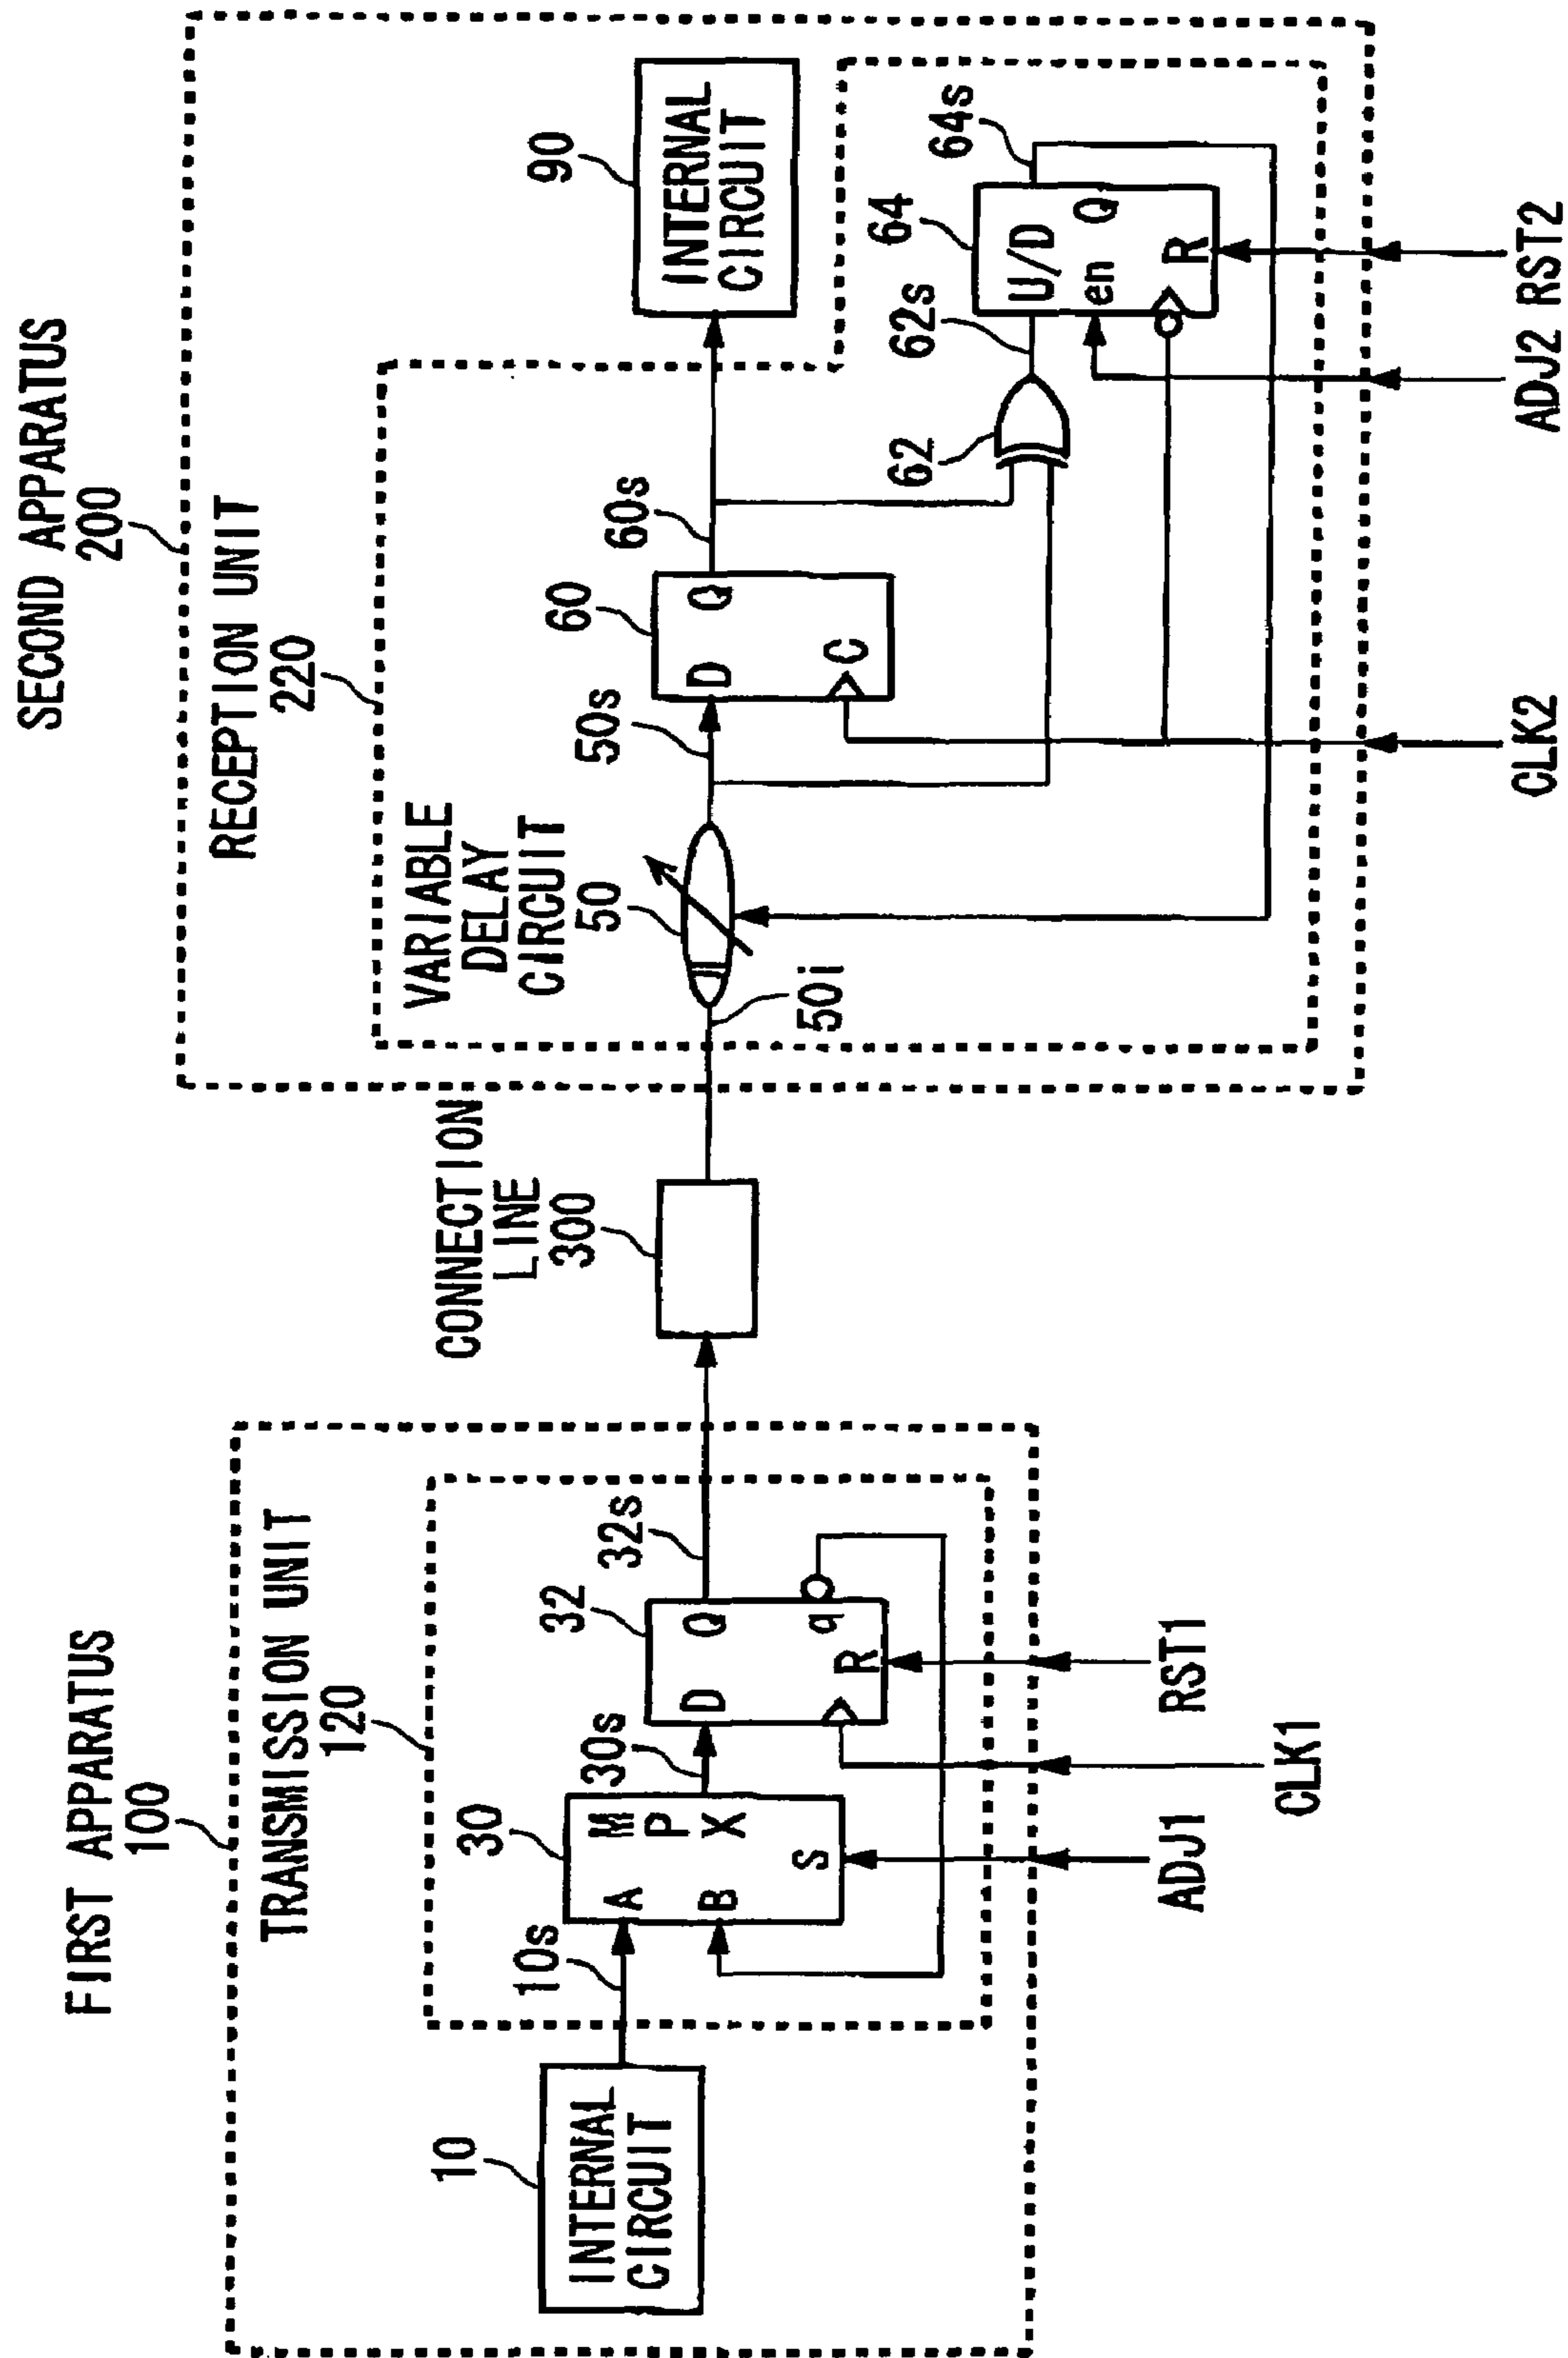 FIRST APPARATUS
100
TRANSMISSION UNIT
120
INTERNAL
CIRCUIT
10
10s
30
A
B
M
P
X
S
30s
32
D
Q
q
R
32s
ADJ1
CLK1
RST1
CONNECTION
LINE
300
SECOND APPARATUS
200
RECEPTION UNIT
220
VARIABLE
DELAY
CIRCUIT
50
50i
50s
60
D
Q
C
60s
62
62s
64
U/D
en
Q
R
64s
INTERNAL
CIRCUIT
90
CLK2
ADJ2
RST2